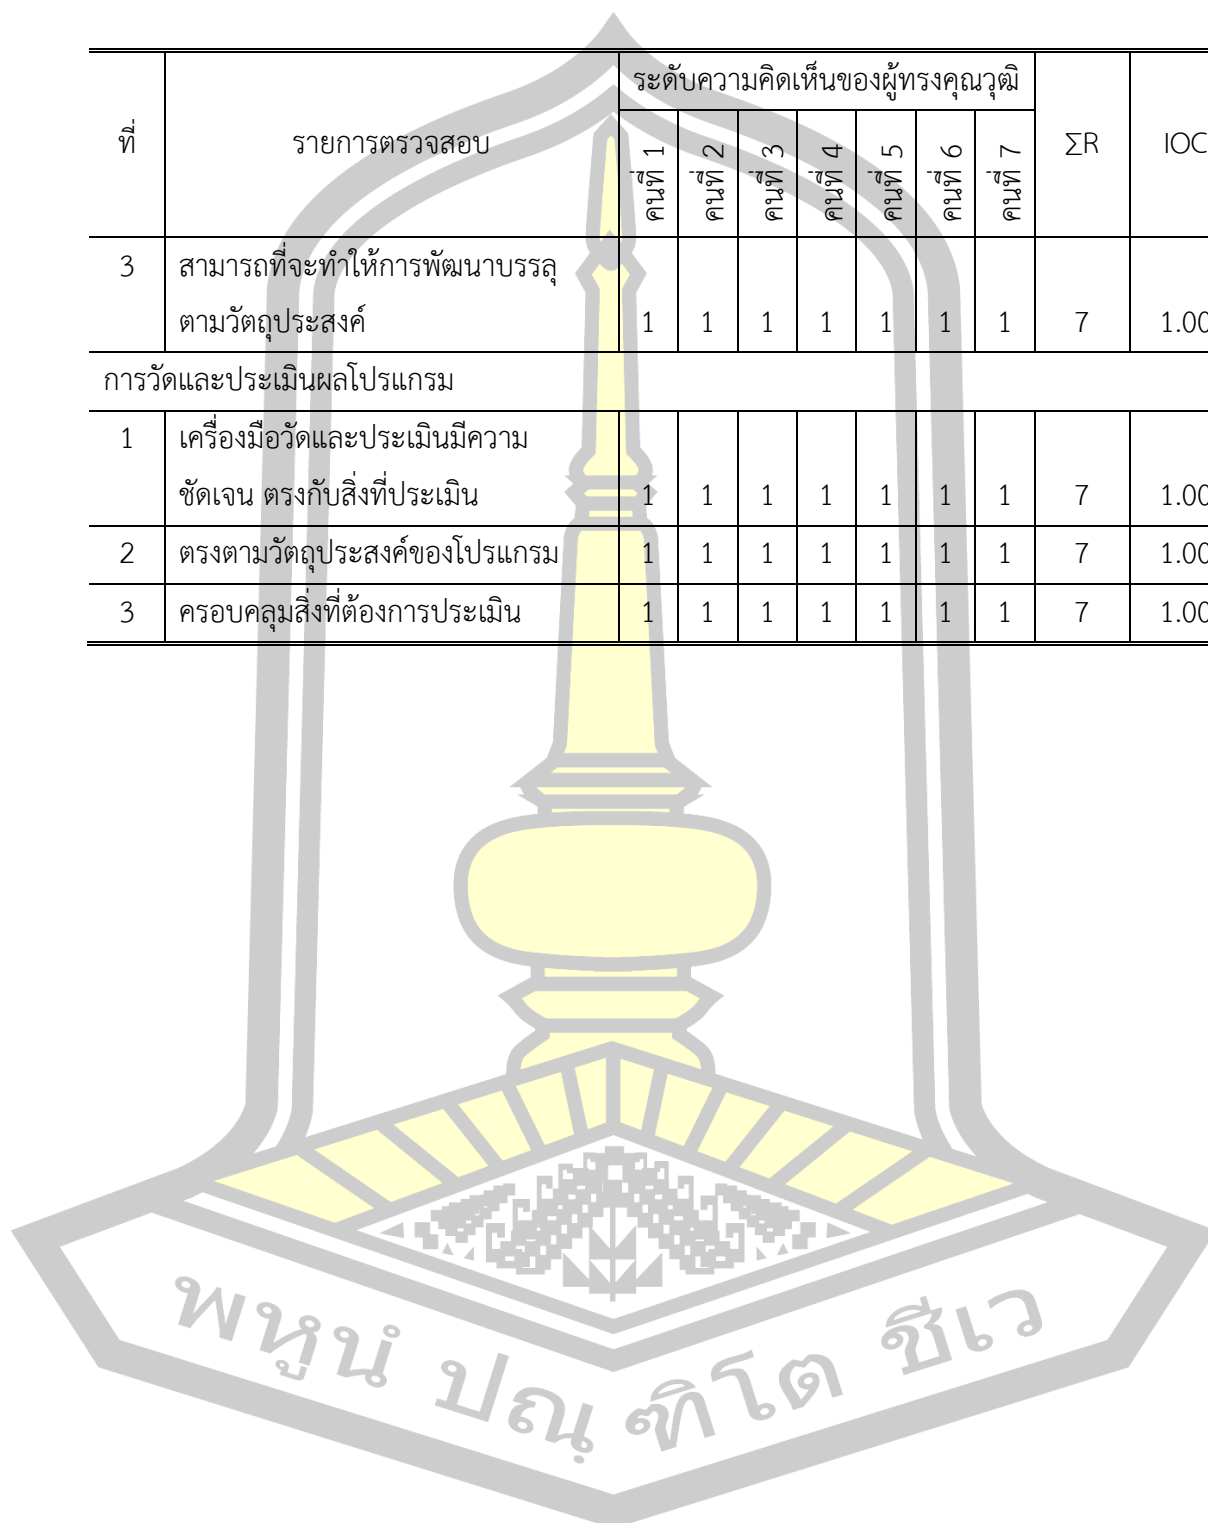 ที่ รายการตรวจสอบ ระดับความคิดเห็นของผู้ทรงคุณวุฒิ ΣR IOC
คนที่ 1 คนที่ 2 คนที่ 3 คนที่ 4 คนที่ 5 คนที่ 6 คนที่ 7
3 สามารถที่จะทำให้การพัฒนาบรรลุ
ตามวัตถุประสงค์ 1 1 1 1 1 1 1 7 1.00
การวัดและประเมินผลโปรแกรม
1 เครื่องมือวัดและประเมินมีความ
ชัดเจน ตรงกับสิ่งที่ประเมิน 1 1 1 1 1 1 1 7 1.00
2 ตรงตามวัตถุประสงค์ของโปรแกรม 1 1 1 1 1 1 1 7 1.00
3 ครอบคลุมสิ่งที่ต้องการประเมิน 1 1 1 1 1 1 1 7 1.00
พหูนํ ปณฺฑิโต ชีเว